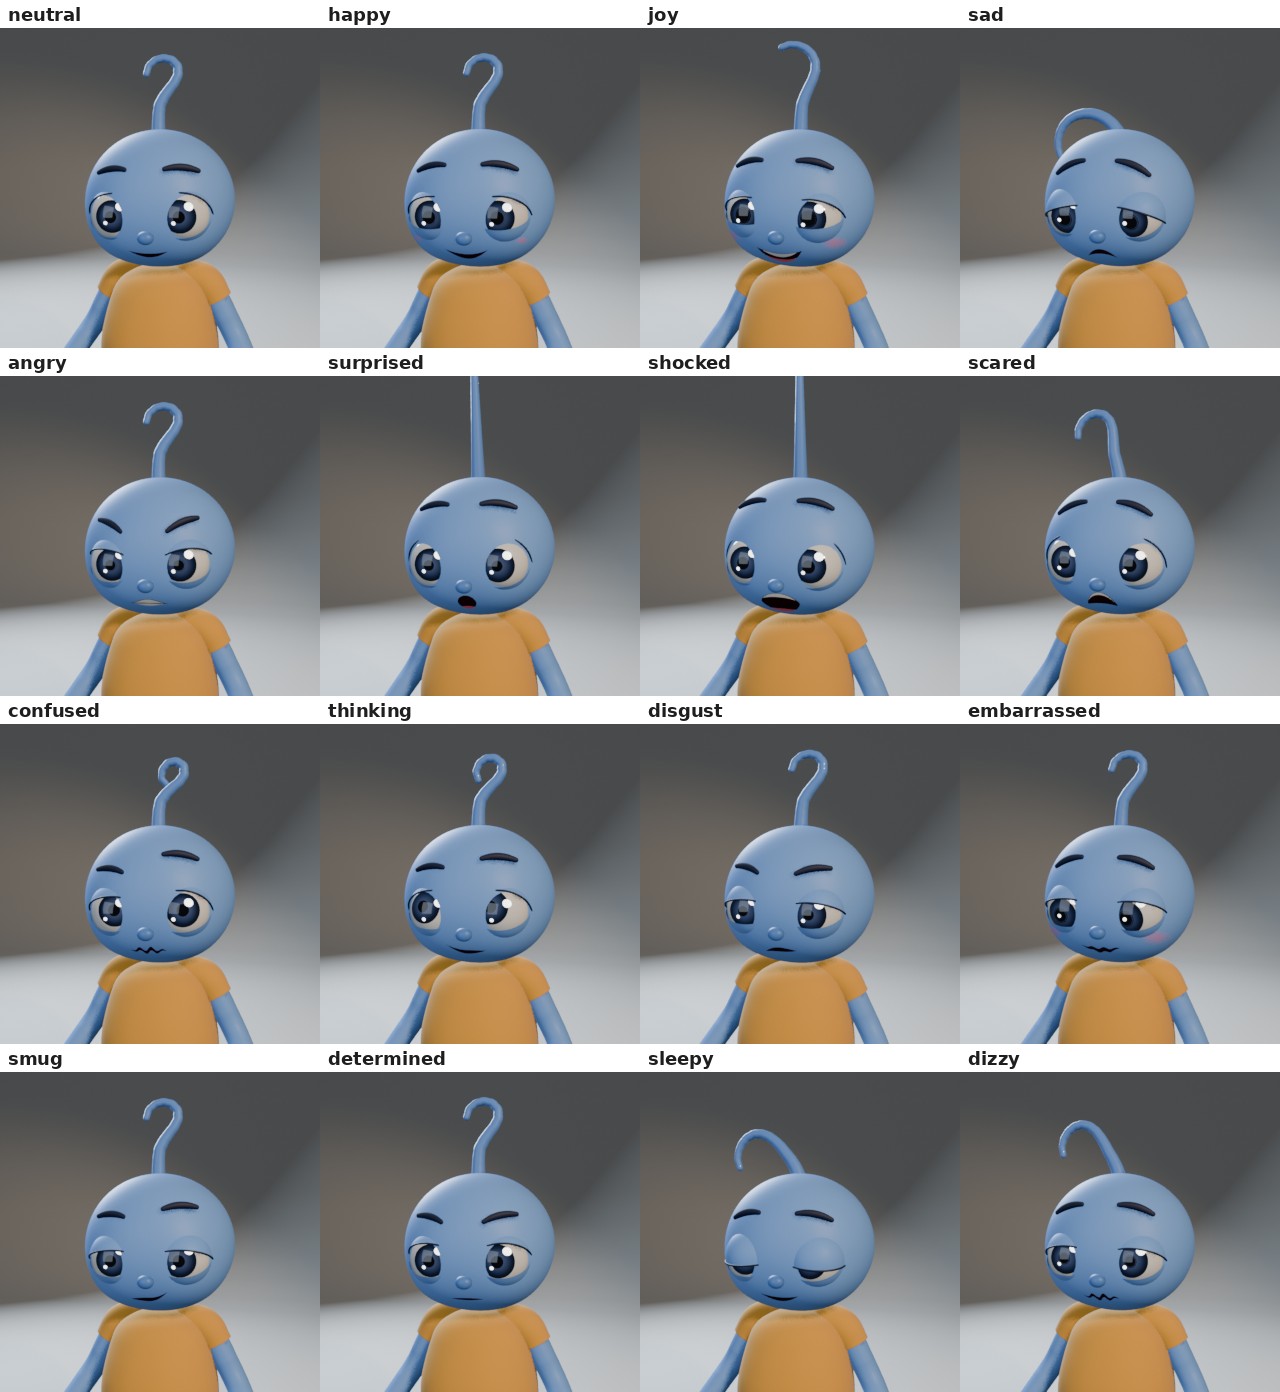 neutral
happy
joy
sad
angry
surprised
shocked
scared
confused
thinking
disgust
embarrassed
smug
determined
sleepy
dizzy